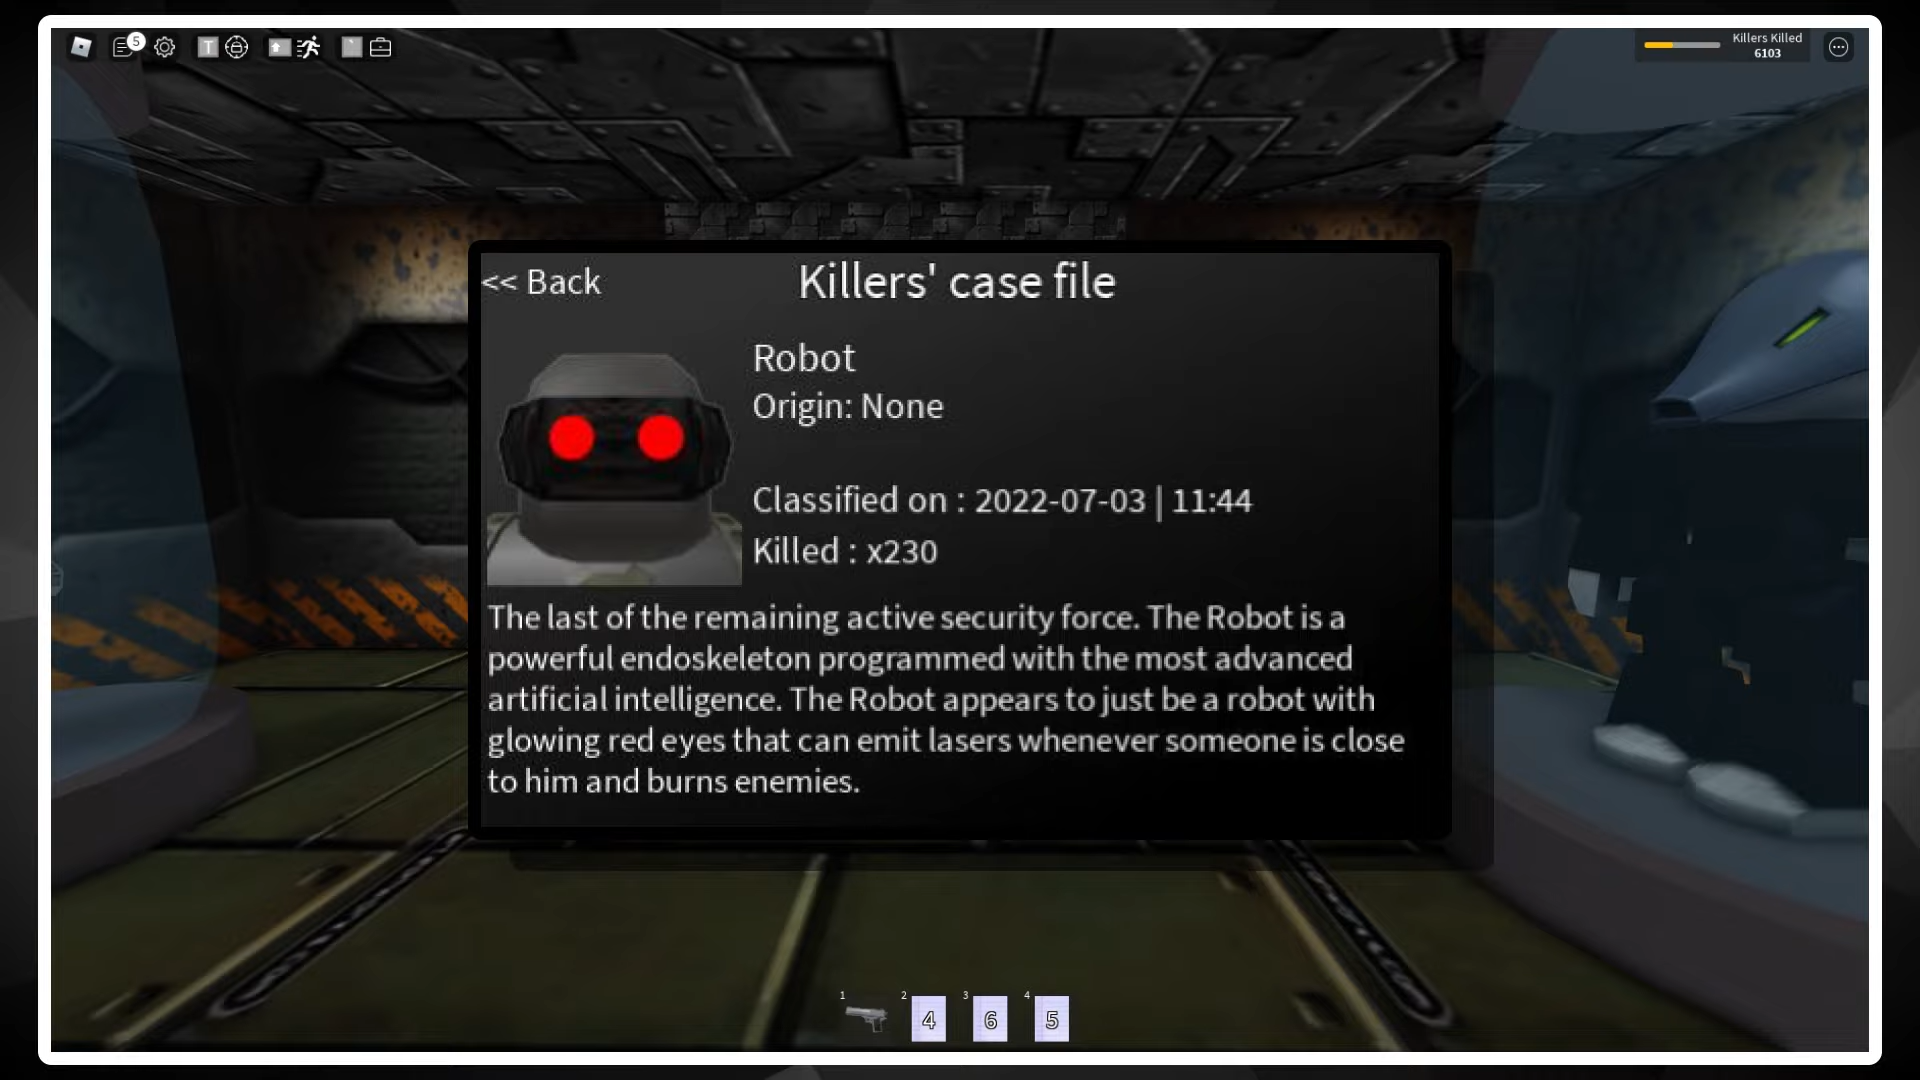 5
T
Killers Killed
6103
<< Back
Killers' case file
Robot
Origin: None
Classified on : 2022-07-03 | 11:44
Killed : x230
The last of the remaining active security force. The Robot is a
powerful endoskeleton programmed with the most advanced
artificial intelligence. The Robot appears to just be a robot with
glowing red eyes that can emit lasers whenever someone is close
to him and burns enemies.
1
2
4
3
6
4
5